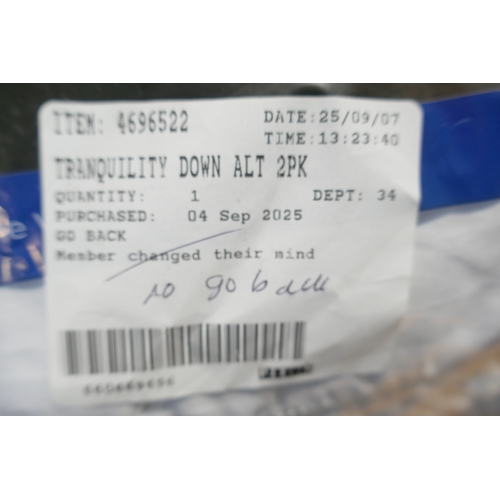 ITEM: 4696522 DATE:25/09/07
TIME:13:23:40
TRANQUILITY DOWN ALT 2PK
QUANTITY: 1 DEPT: 34
PURCHASED: 04 Sep 2025
GO BACK
Member changed their mind
no go back